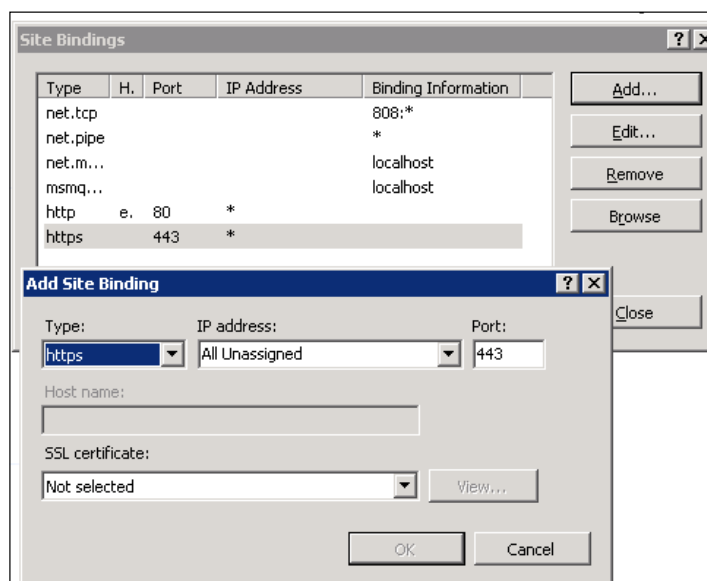 Site Bindings
Type H. Port IP Address Binding Information
net.tcp 808:*
net.pipe *
net.m... localhost
msmq... localhost
http e. 80 *
https 443 *
Add...
Edit...
Remove
Browse
Close
Add Site Binding
Type: IP address: Port:
https All Unassigned 443
Host name:
SSL certificate:
Not selected View...
OK Cancel